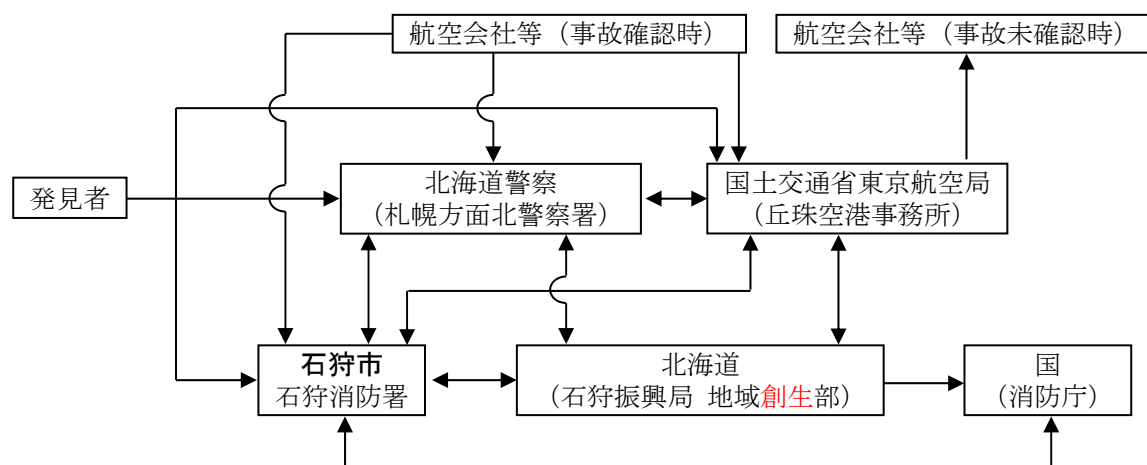 航空会社等（事故確認時）
航空会社等（事故未確認時）
発見者
北海道警察
（札幌方面北警察署）
国土交通省東京航空局
（丘珠空港事務所）
石狩市
石狩消防署
北海道
（石狩振興局 地域創生部）
国
（消防庁）